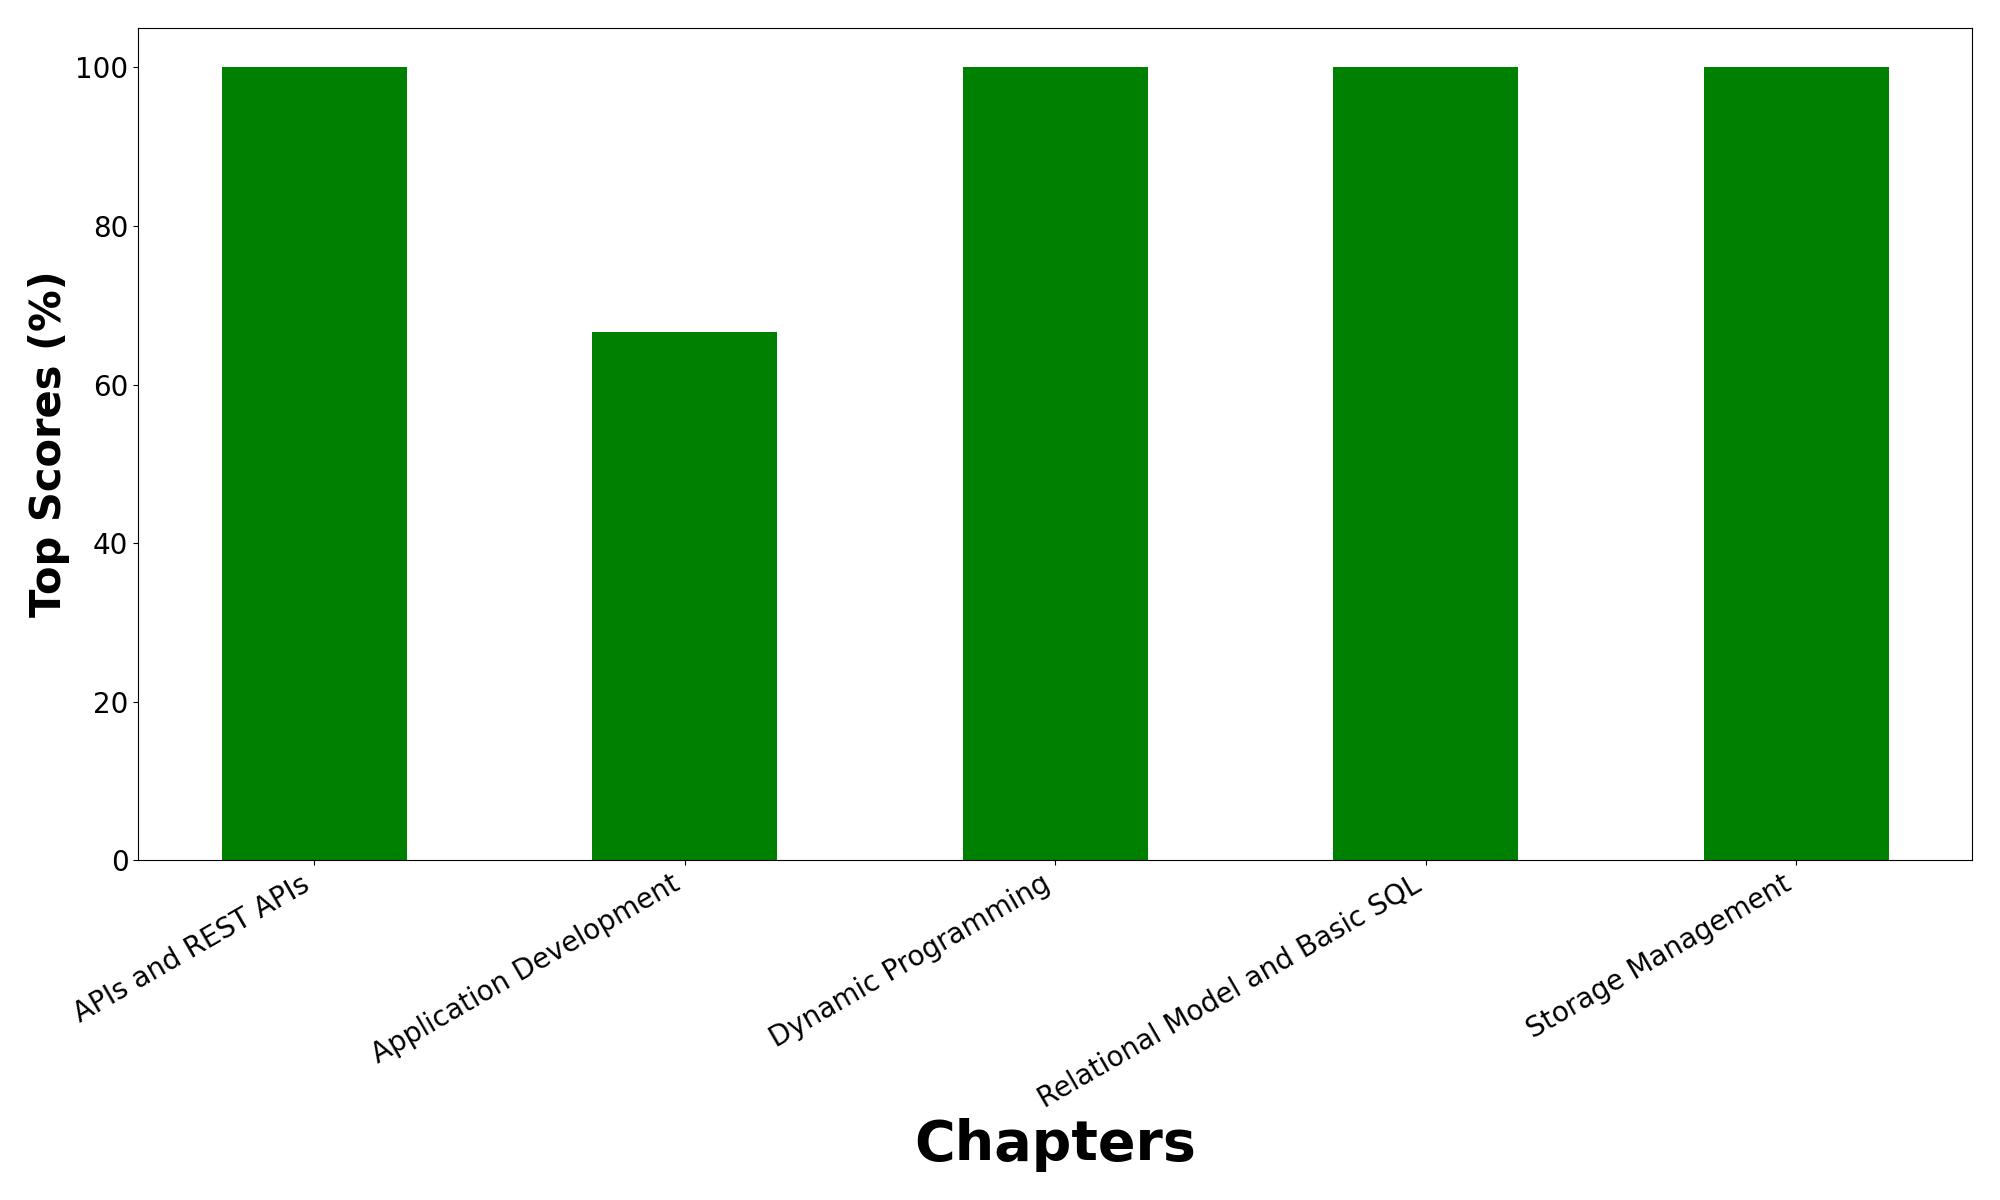 Top Scores (%)
100
80
60
40
20
0
APIs and REST APIs
Application Development
Dynamic Programming
Relational Model and Basic SQL
Storage Management
Chapters